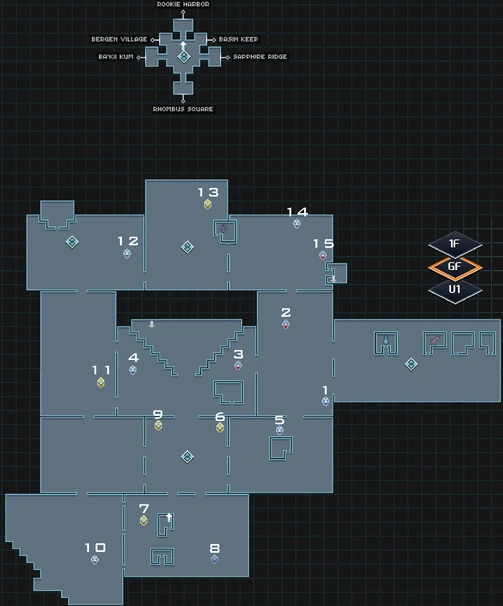 ROOKIE HARBOR
BERGEN VILLAGE
BASIN KEEP
BA'KII KUM
SAPPHIRE RIDGE
RHOMBUS SQUARE
13
14
12
15
1F
GF
U1
2
3
4
11
1
9
6
5
7
10
8